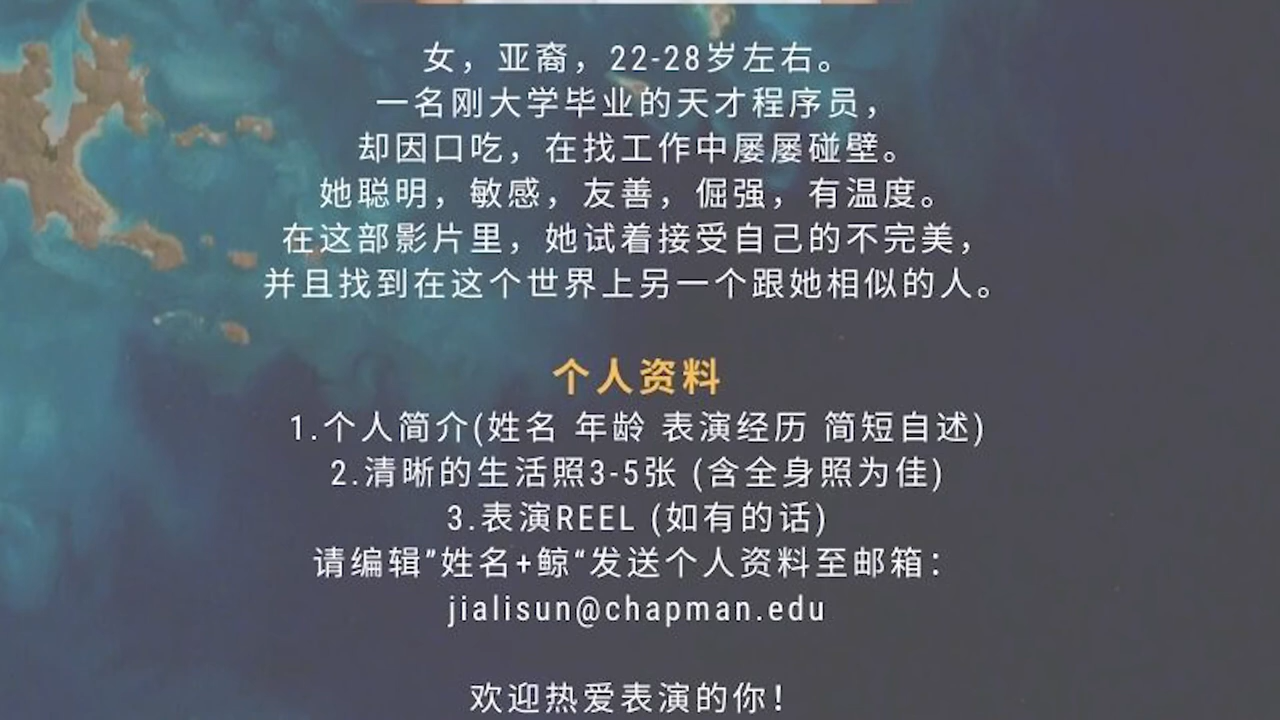 女，亚裔，22-28岁左右。
一名刚大学毕业的天才程序员，
却因口吃，在找工作中屡屡碰壁。
她聪明，敏感，友善，倔强，有温度。
在这部影片里，她试着接受自己的不完美，
并且找到在这个世界上另一个跟她相似的人。
个人资料
1.个人简介(姓名 年龄 表演经历 简短自述)
2.清晰的生活照3-5张 (含全身照为佳)
3.表演REEL (如有的话)
请编辑”姓名+鲸“发送个人资料至邮箱：
jialisun@chapman.edu
欢迎热爱表演的你！